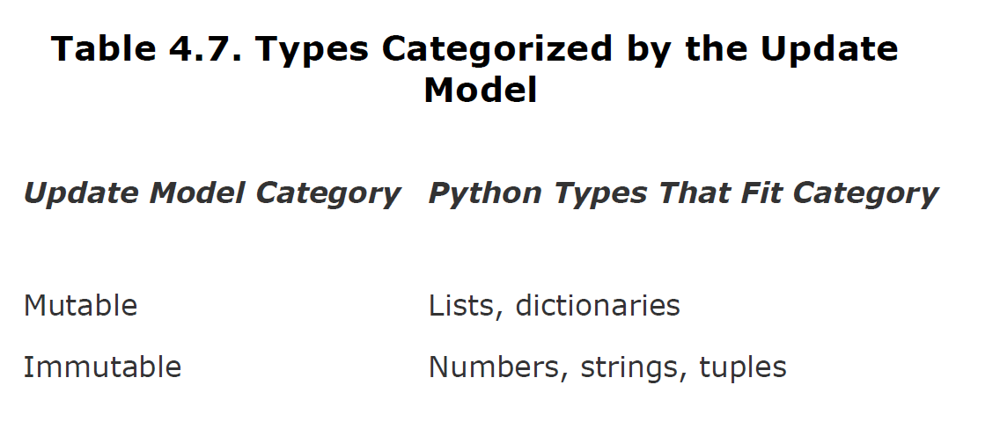 Table 4.7. Types Categorized by the Update
Model
Update Model Category Python Types That Fit Category
Mutable Lists, dictionaries
Immutable Numbers, strings, tuples